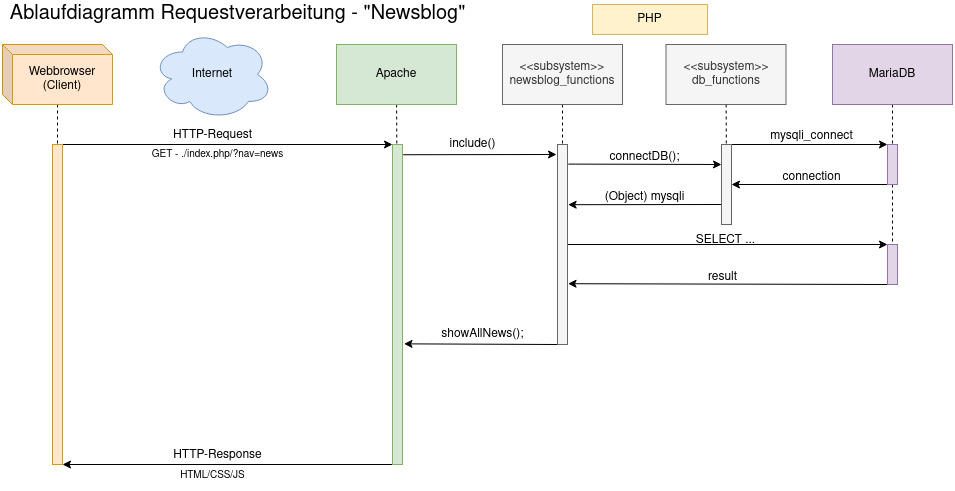 Ablaufdiagramm Requestverarbeitung - "Newsblog"
PHP
Webbrowser
(Client)
Internet
Apache
<<subsystem>>
newsblog_functions
<<subsystem>>
db_functions
MariaDB
HTTP-Request
GET - ./index.php/?nav=news
include()
mysqli_connect
connectDB();
connection
(Object) mysqli
SELECT ...
result
showAllNews();
HTTP-Response
HTML/CSS/JS